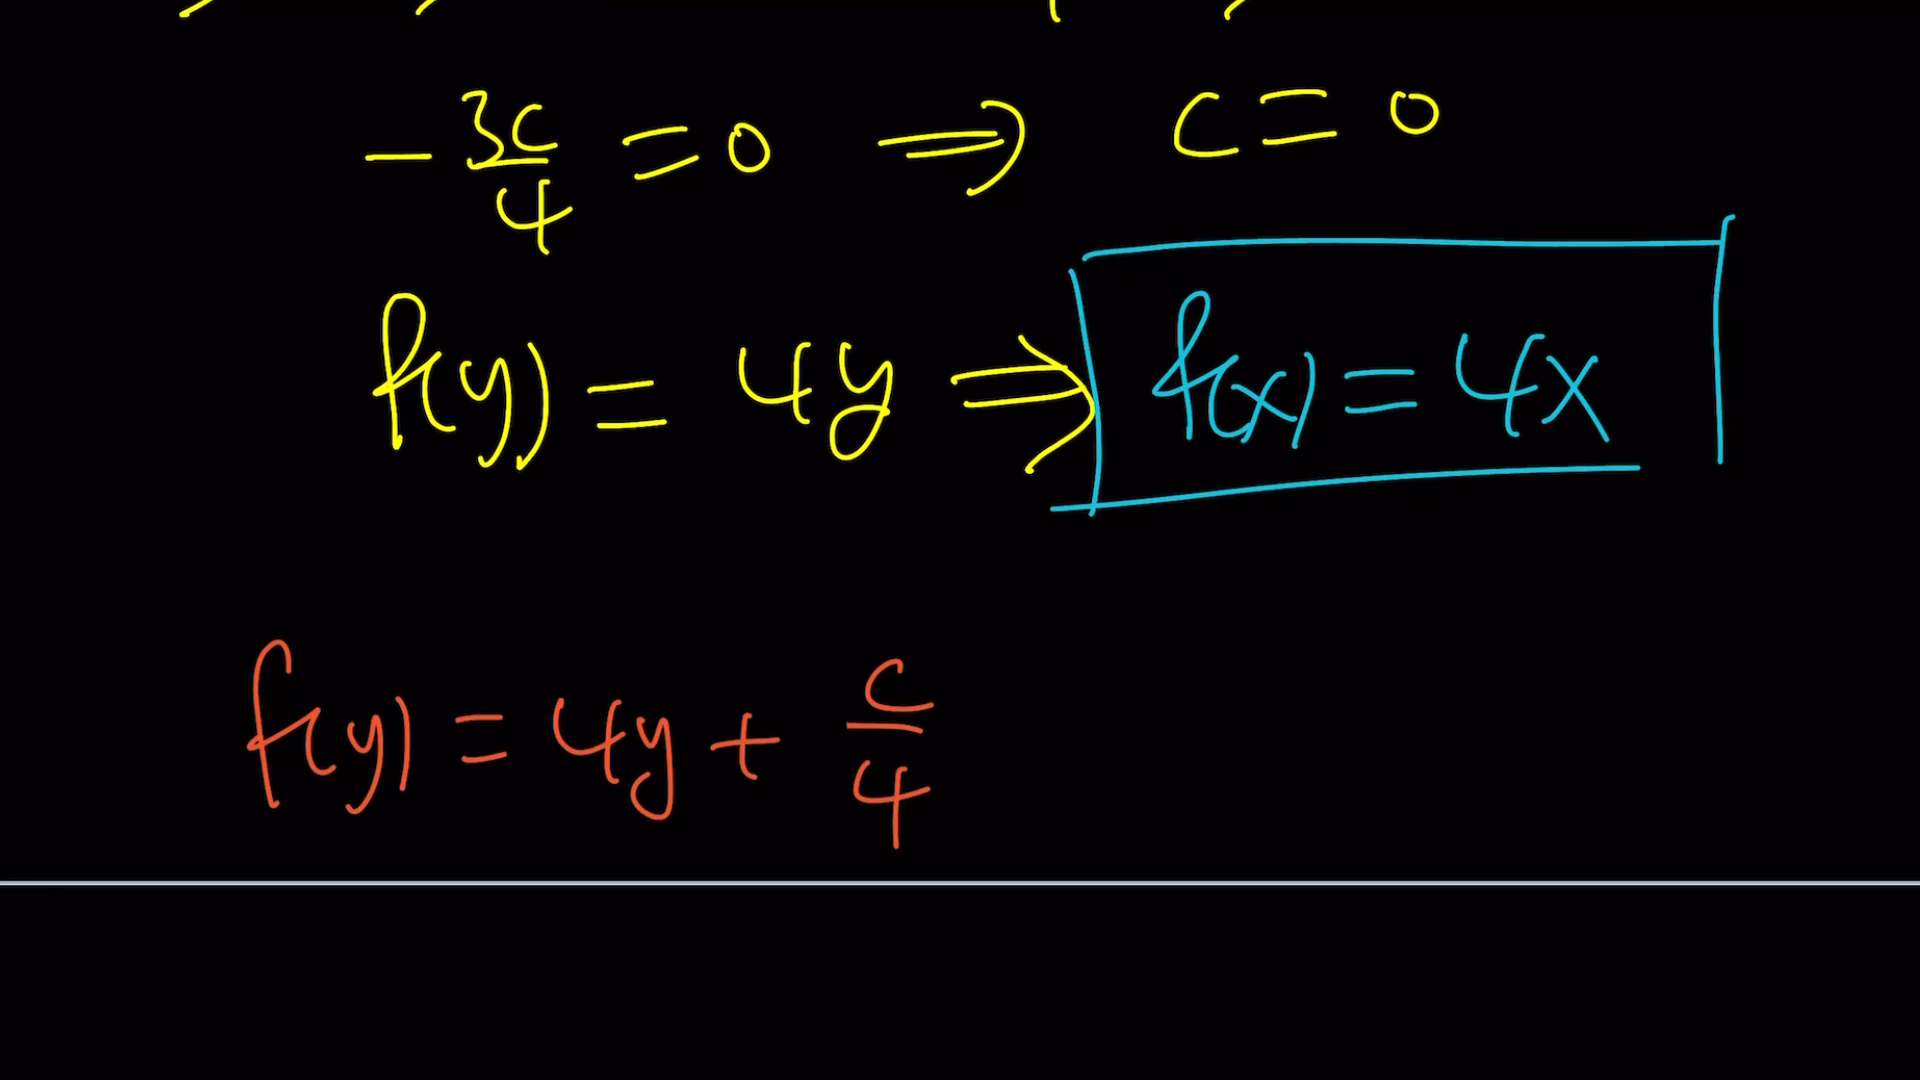 -3c/4 = 0 ⇒ c = 0
f(y) = 4y ⇒ f(x) = 4x
f(y) = 4y + c/4